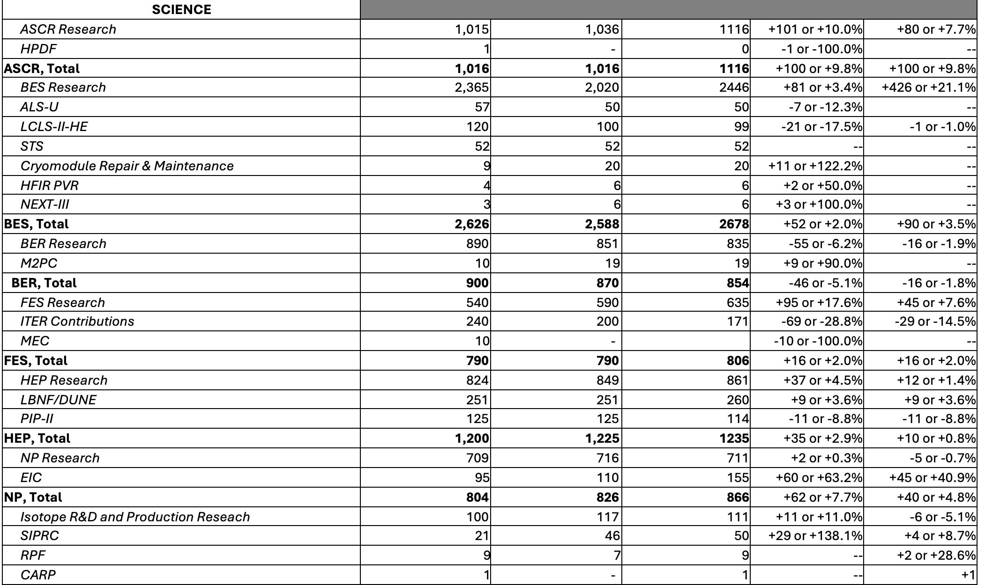 SCIENCE
ASCR Research 1,015 1,036 1116 +101 or +10.0% +80 or +7.7%
HPDF 1 - 0 -1 or -100.0% --
ASCR, Total 1,016 1,016 1116 +100 or +9.8% +100 or +9.8%
BES Research 2,365 2,020 2446 +81 or +3.4% +426 or +21.1%
ALS-U 57 50 50 -7 or -12.3% --
LCLS-II-HE 120 100 99 -21 or -17.5% -1 or -1.0%
STS 52 52 52 -- --
Cryomodule Repair & Maintenance 9 20 20 +11 or +122.2% --
HFIR PVR 4 6 6 +2 or +50.0% --
NEXT-III 3 6 6 +3 or +100.0% --
BES, Total 2,626 2,588 2678 +52 or +2.0% +90 or +3.5%
BER Research 890 851 835 -55 or -6.2% -16 or -1.9%
M2PC 10 19 19 +9 or +90.0% --
BER, Total 900 870 854 -46 or -5.1% -16 or -1.8%
FES Research 540 590 635 +95 or +17.6% +45 or +7.6%
ITER Contributions 240 200 171 -69 or -28.8% -29 or -14.5%
MEC 10 - -10 or -100.0% --
FES, Total 790 790 806 +16 or +2.0% +16 or +2.0%
HEP Research 824 849 861 +37 or +4.5% +12 or +1.4%
LBNF/DUNE 251 251 260 +9 or +3.6% +9 or +3.6%
PIP-II 125 125 114 -11 or -8.8% -11 or -8.8%
HEP, Total 1,200 1,225 1235 +35 or +2.9% +10 or +0.8%
NP Research 709 716 711 +2 or +0.3% -5 or -0.7%
EIC 95 110 155 +60 or +63.2% +45 or +40.9%
NP, Total 804 826 866 +62 or +7.7% +40 or +4.8%
Isotope R&D and Production Reseach 100 117 111 +11 or +11.0% -6 or -5.1%
SIPRC 21 46 50 +29 or +138.1% +4 or +8.7%
RPF 9 7 9 -- +2 or +28.6%
CARP 1 - 1 -- +1